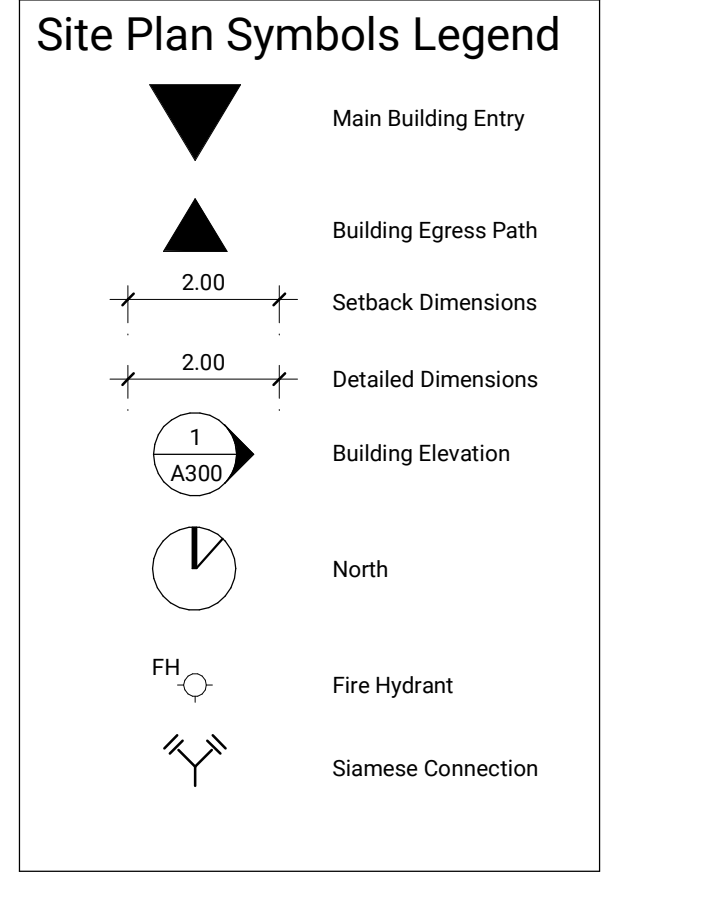 Site Plan Symbols Legend
Main Building Entry
Building Egress Path
2.00
Setback Dimensions
2.00
Detailed Dimensions
1
A300
Building Elevation
North
FH
Fire Hydrant
Siamese Connection